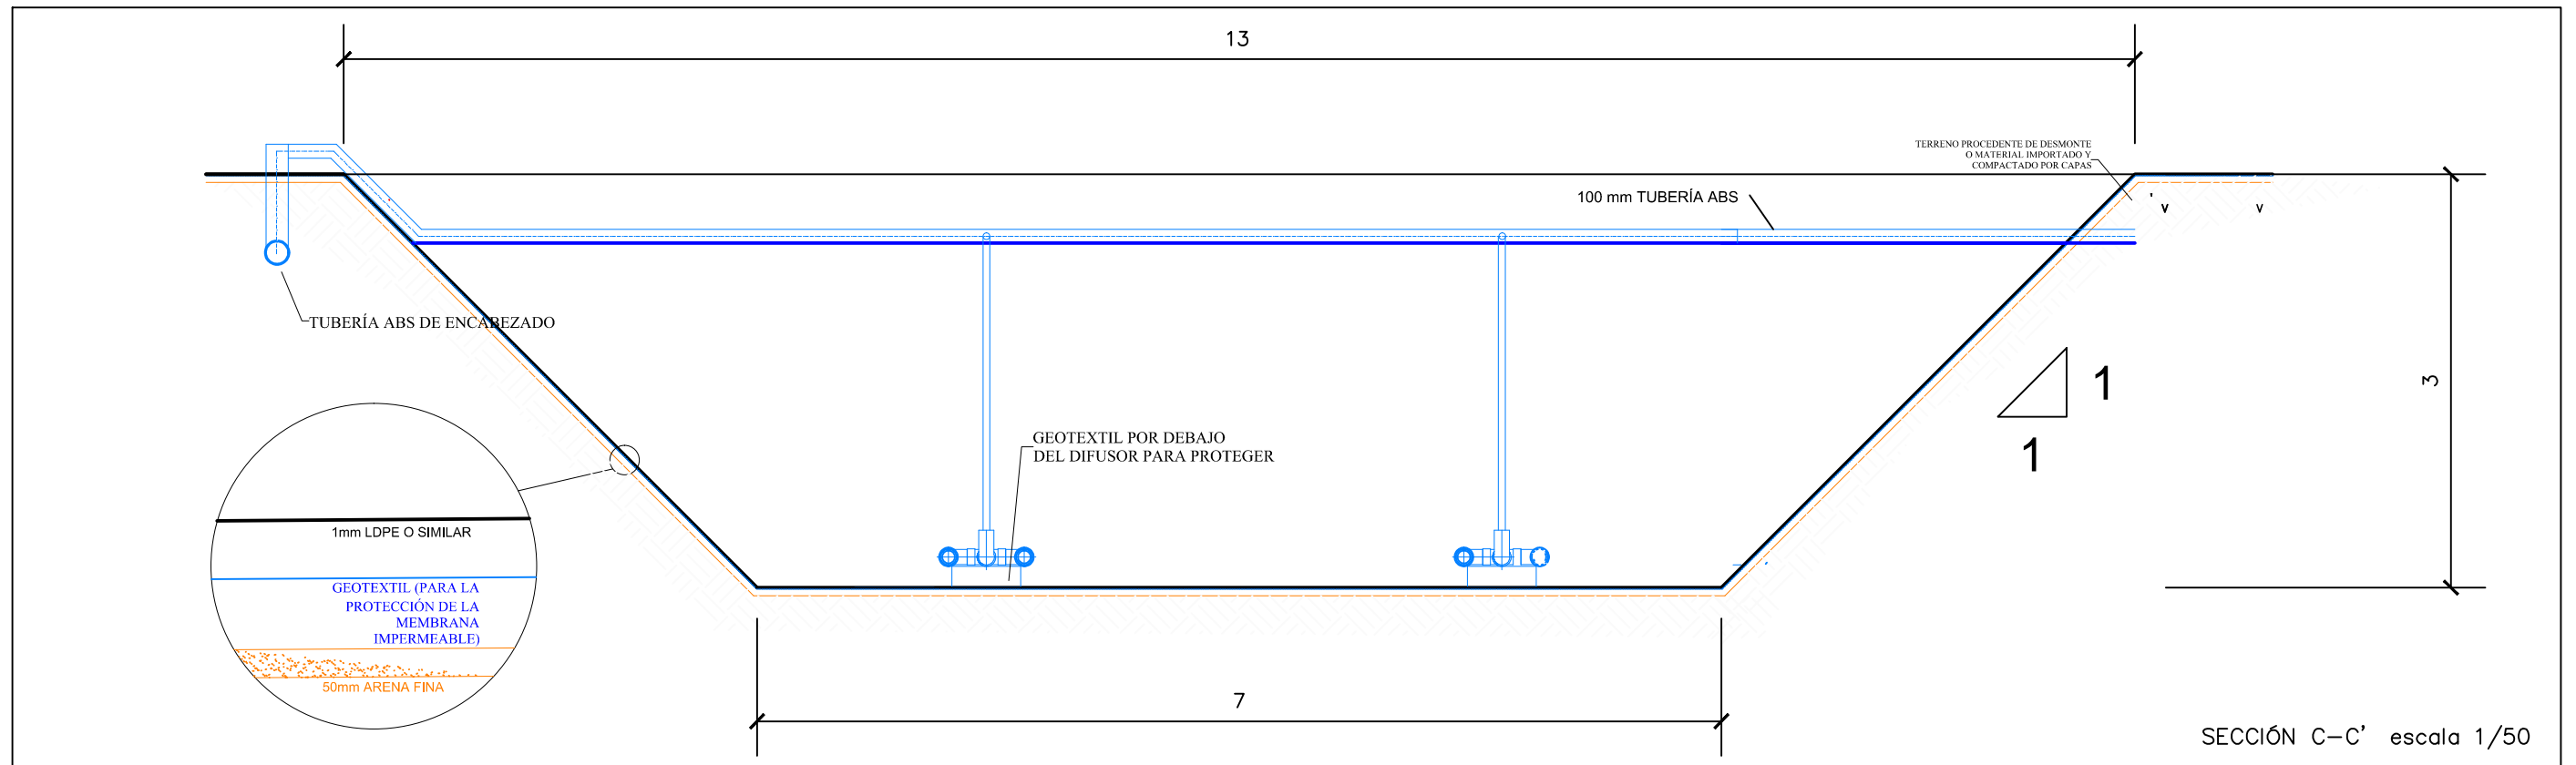 13
TERRENO PROCEDENTE DE DESMONTE
O MATERIAL IMPORTADO Y
COMPACTADO POR CAPAS
100 mm TUBERÍA ABS
TUBERÍA ABS DE ENCABEZADO
1
1
3
GEOTEXTIL POR DEBAJO
DEL DIFUSOR PARA PROTEGER
1mm LDPE O SIMILAR
GEOTEXTIL (PARA LA
PROTECCIÓN DE LA
MEMBRANA
IMPERMEABLE)
50mm ARENA FINA
7
SECCIÓN C-C' escala 1/50